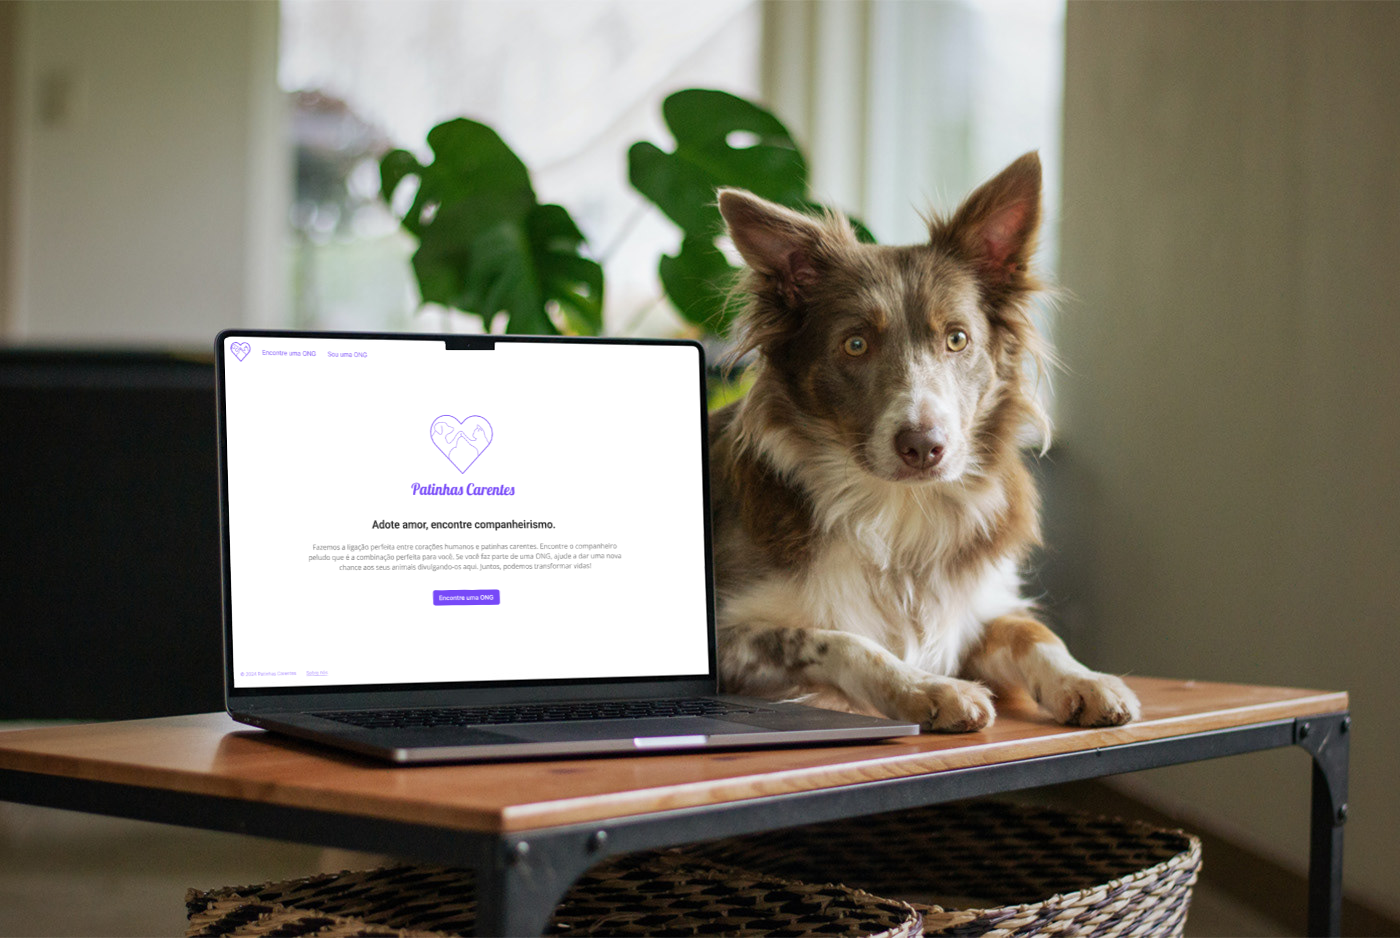 Encontre uma ONG
Sou uma ONG
Patinhas Carentes
Adote amor, encontre companheirismo.
Fazemos a ligação perfeita entre corações humanos e patinhas carentes. Encontre o companheiro
peludo que é a combinação perfeita para você. Se você faz parte de uma ONG, ajude a dar uma nova
chance aos seus animais divulgando-os aqui. Juntos, podemos transformar vidas!
Encontre uma ONG
© 2024 Patinhas Carentes